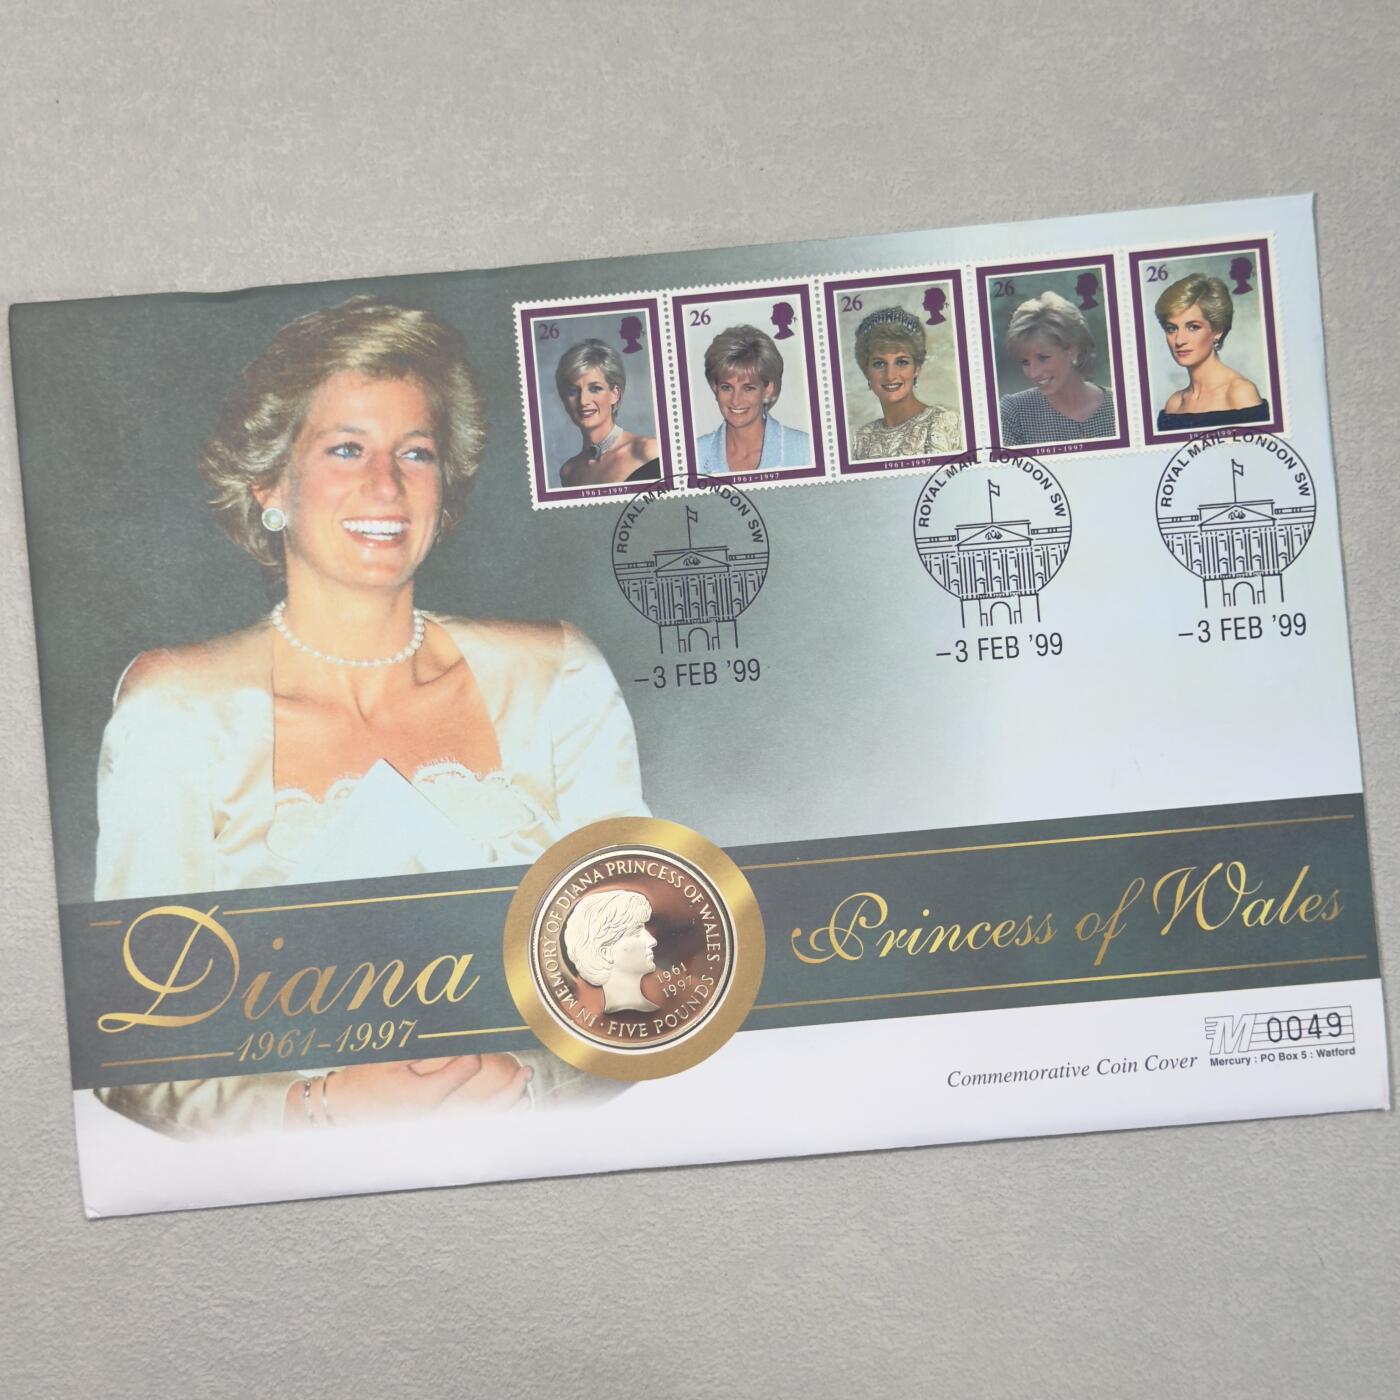 26
26
26
26
26
1961-1997
1961-1997
1961-1997
1961-1997
1961-1997
ROYAL MAIL LONDON SW
-3 FEB '99
ROYAL MAIL LONDON SW
-3 FEB '99
ROYAL MAIL LONDON SW
-3 FEB '99
Diana
1961-1997
IN MEMORY OF DIANA PRINCESS OF WALES
1961
1997
· FIVE POUNDS ·
Princess of Wales
Commemorative Coin Cover
M 0049
Mercury : PO Box 5 : Watford